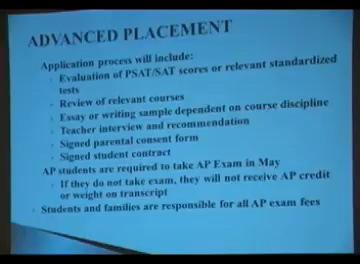 ADVANCED PLACEMENT
Application process will include:
Evaluation of PSAT/SAT scores or relevant standardized
tests
Review of relevant courses
Essay or writing sample dependent on course discipline
Teacher interview and recommendation
Signed parental consent form
Signed student contract
AP students are required to take AP Exam in May
If they do not take exam, they will not receive AP credit
or weight on transcript
Students and families are responsible for all AP exam fees